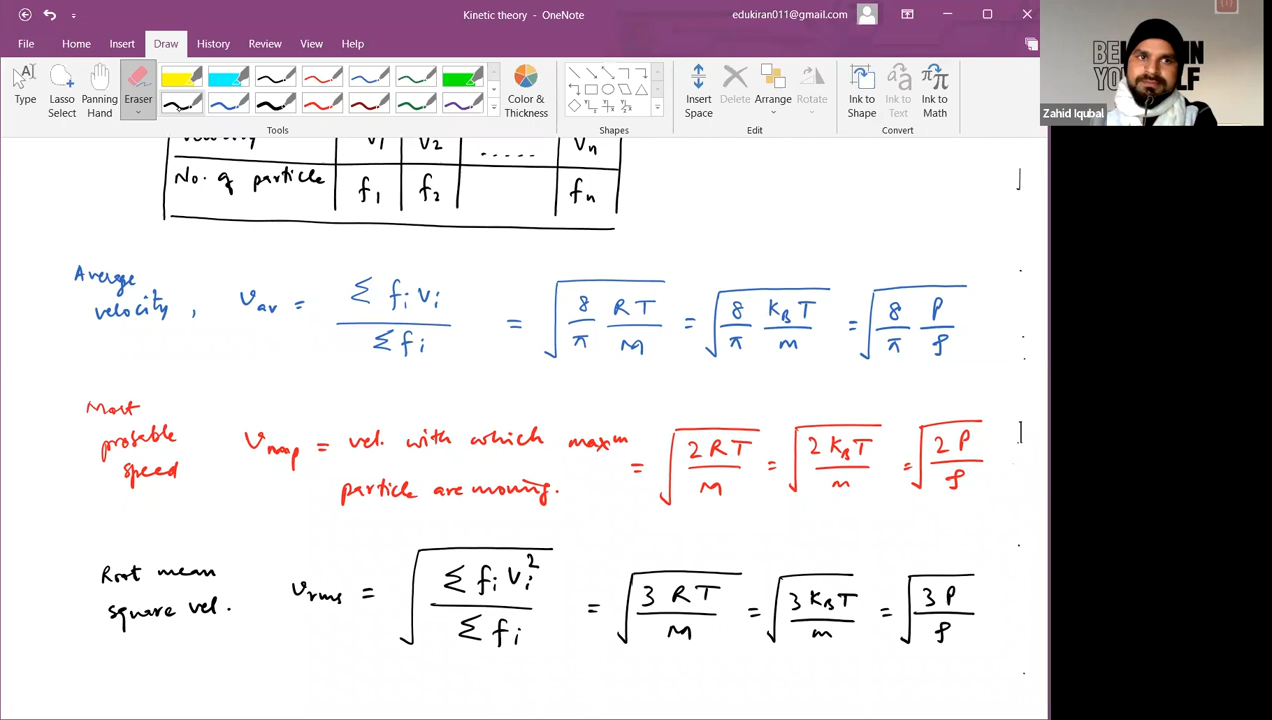 Kinetic theory - OneNote
edukiran011@gmail.com
File Home Insert Draw History Review View Help
Type
Lasso Select
Panning Hand
Eraser
Color & Thickness
Insert Space
Delete
Arrange
Rotate
Ink to Shape
Ink to Text
Ink to Math
Tools
Shapes
Edit
Convert
Zahid Iqubal
velocity v1 v2 ..... vn
No. of particle f1 f2 fn
Average velocity, vav = Σ fi vi / Σ fi = √(8/π RT/M) = √(8/π KBT/m) = √(8/π P/ρ)
Most probable speed vmp = vel. with which maxm particle are moving. = √(2RT/M) = √(2KBT/m) = √(2P/ρ)
Root mean square vel. vrms = √(Σ fi vi² / Σ fi) = √(3RT/M) = √(3KBT/m) = √(3P/ρ)